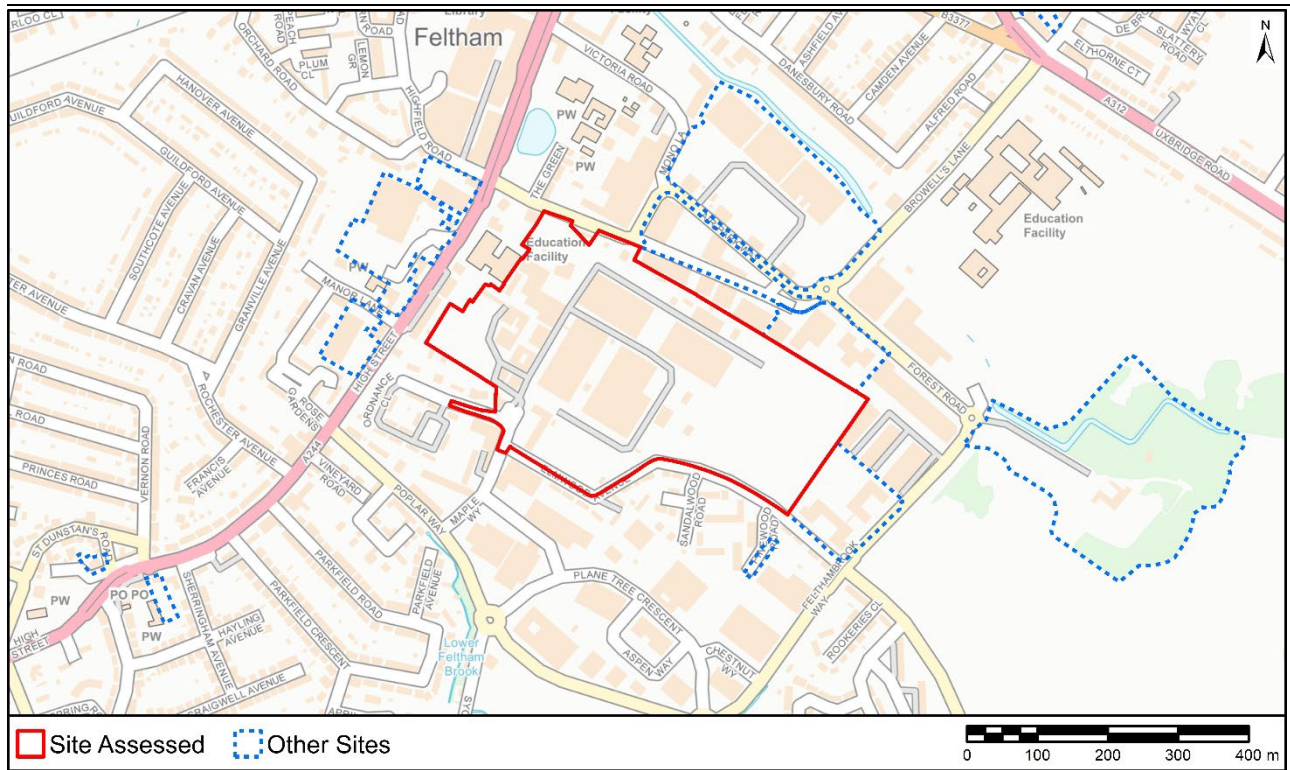 Library
Facility
Feltham
N
ORCHARD ROAD
PLUM CL
LEMON GR
HIGHFIELD ROAD
HANOVER AVENUE
GUILDFORD AVENUE
SOUTHCOTE AVENUE
CRAVAN AVENUE
GRANVILLE AVENUE
VICTORIA ROAD
PW
PW
THE GREEN
MONO LA
ASHFIELD AVENUE
DANESBURY ROAD
CAMDEN AVENUE
ALFRED ROAD
B3377
ELTHORNE CT
SLATTERY ROAD
A312
UXBRIDGE ROAD
BROWELL'S LANE
Education Facility
Education Facility
PW
MANOR LANE
HIGH STREET
ROSE GARDENS
ORDNANCE CL
ROCHESTER AVENUE
VERNON ROAD
PRINCES ROAD
FRANCIS AVENUE
A244
VINEYARD ROAD
POPLAR WAY
MAPLE WY
SANDALWOOD ROAD
FOREST ROAD
FELTHAMBROOK WAY
PLANE TREE CRESCENT
ASPEN WAY
CHESTNUT WY
ROOKERIES CL
ST DUNSTAN'S ROAD
PW
PO PO
PW
HIGH STREET
SHERRINGHAM AVENUE
HAYLING AVENUE
CRAIGWELL AVENUE
PARKFIELD ROAD
PARKFIELD CRESCENT
PARKFIELD AVENUE
Lower
Feltham
Brook
Site Assessed
Other Sites
0 100 200 300 400 m